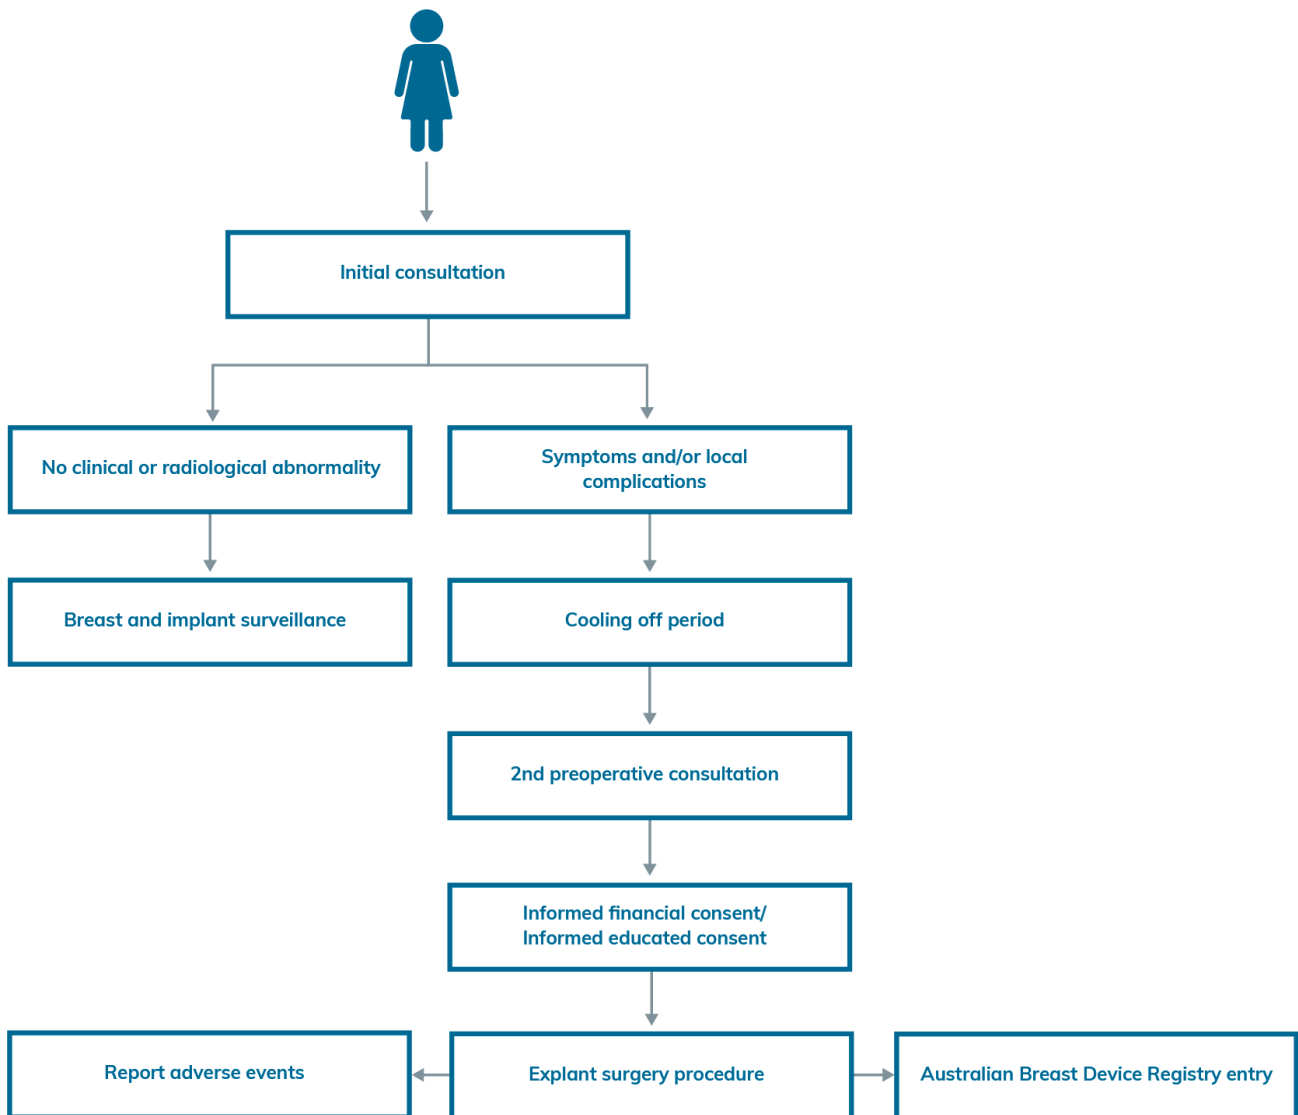 Initial consultation
No clinical or radiological abnormality
Symptoms and/or local
complications
Breast and implant surveillance
Cooling off period
2nd preoperative consultation
Informed financial consent/
Informed educated consent
Report adverse events
Explant surgery procedure
Australian Breast Device Registry entry